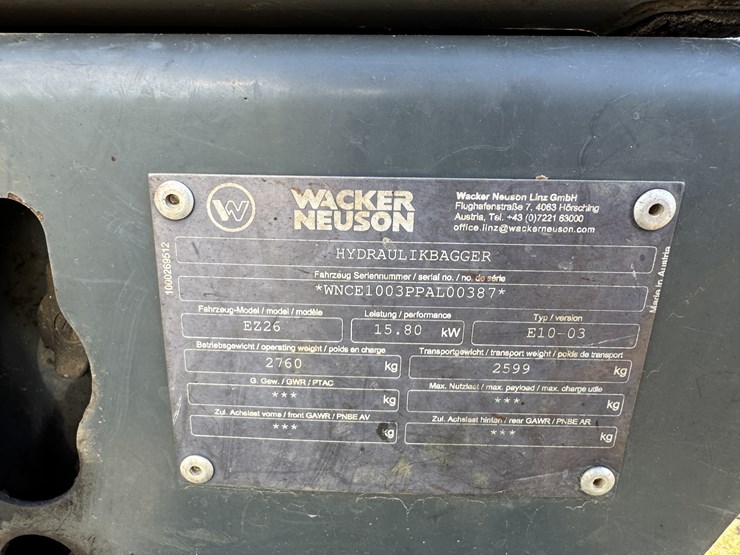 W
WACKER
NEUSON
Wacker Neuson Linz GmbH
Flughafenstraße 7, 4063 Hörsching
Austria, Tel. +43 (0)7221 63000
office.linz@wackerneuson.com
HYDRAULIKBAGGER
Fahrzeug Seriennummer / serial no. / no. de série
*WNCE1003PPAL00387*
Fahrzeug-Model / model / modèle Leistung / performance Typ / version
EZ26 15.80 kW E10-03
Betriebsgewicht / operating weight / poids en charge Transportgewicht / transport weight / poids de transport
2760 kg 2599 kg
G. Gew. / GWR / PTAC Max. Nutzlast / max. payload / max. charge utile
*** kg *** kg
Zul. Achslast vorne / front GAWR / PNBE AV Zul. Achslast hinten / rear GAWR / PNBE AR
*** kg *** kg
1000269512
Made in Austria